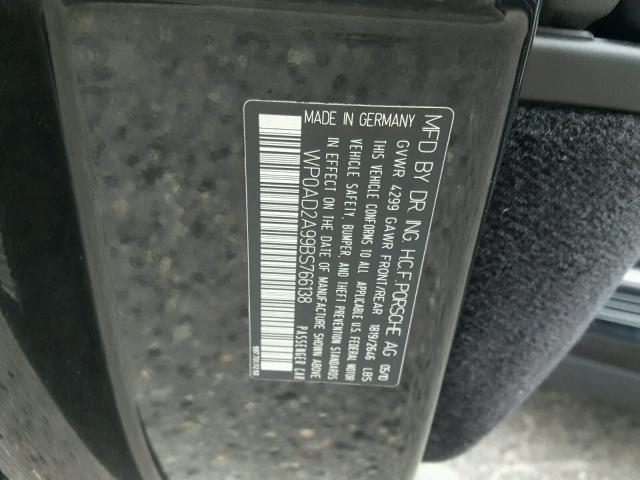 MFD BY DR. ING. H.C.F. PORSCHE AG 05/10
GVWR 4299 GAWR FRONT/REAR 1819/2646 LBS
THIS VEHICLE CONFORMS TO ALL APPLICABLE U.S. FEDERAL MOTOR
VEHICLE SAFETY, BUMPER, AND THEFT PREVENTION STANDARDS
IN EFFECT ON THE DATE OF MANUFACTURE SHOWN ABOVE.
MADE IN GERMANY PASSENGER CAR
WP0AD2A99BS766138